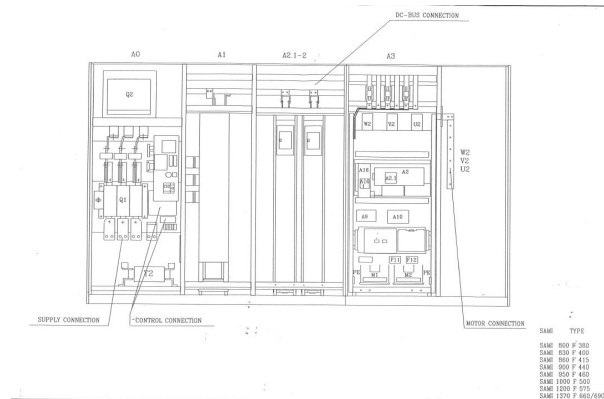 DC-BUS CONNECTION
A0 A1 A2.1-2 A3
Q2
W2 V2 U2
W2
V2
U2
A16 A2
A2.1
Q1
A9 A10
F11 F12
T2
PE M1 M2 PE
SUPPLY CONNECTION
CONTROL CONNECTION
MOTOR CONNECTION
SAMI TYPE
SAMI 800 F 380
SAMI 830 F 400
SAMI 860 F 415
SAMI 900 F 440
SAMI 950 F 460
SAMI 1000 F 500
SAMI 1200 F 575
SAMI 1370 F 660/690